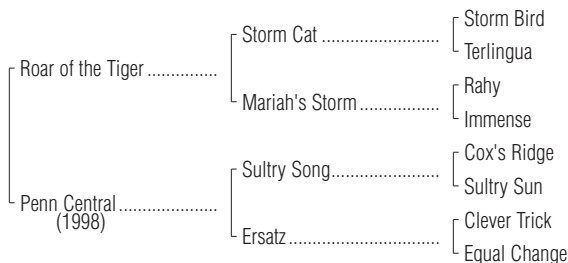 Storm Bird
Storm Cat ........................
Terlingua
Roar of the Tiger ..............
Rahy
Mariah's Storm ................
Immense
Cox's Ridge
Sultry Song......................
Sultry Sun
Penn Central ....................
(1998)
Clever Trick
Ersatz ..............................
Equal Change